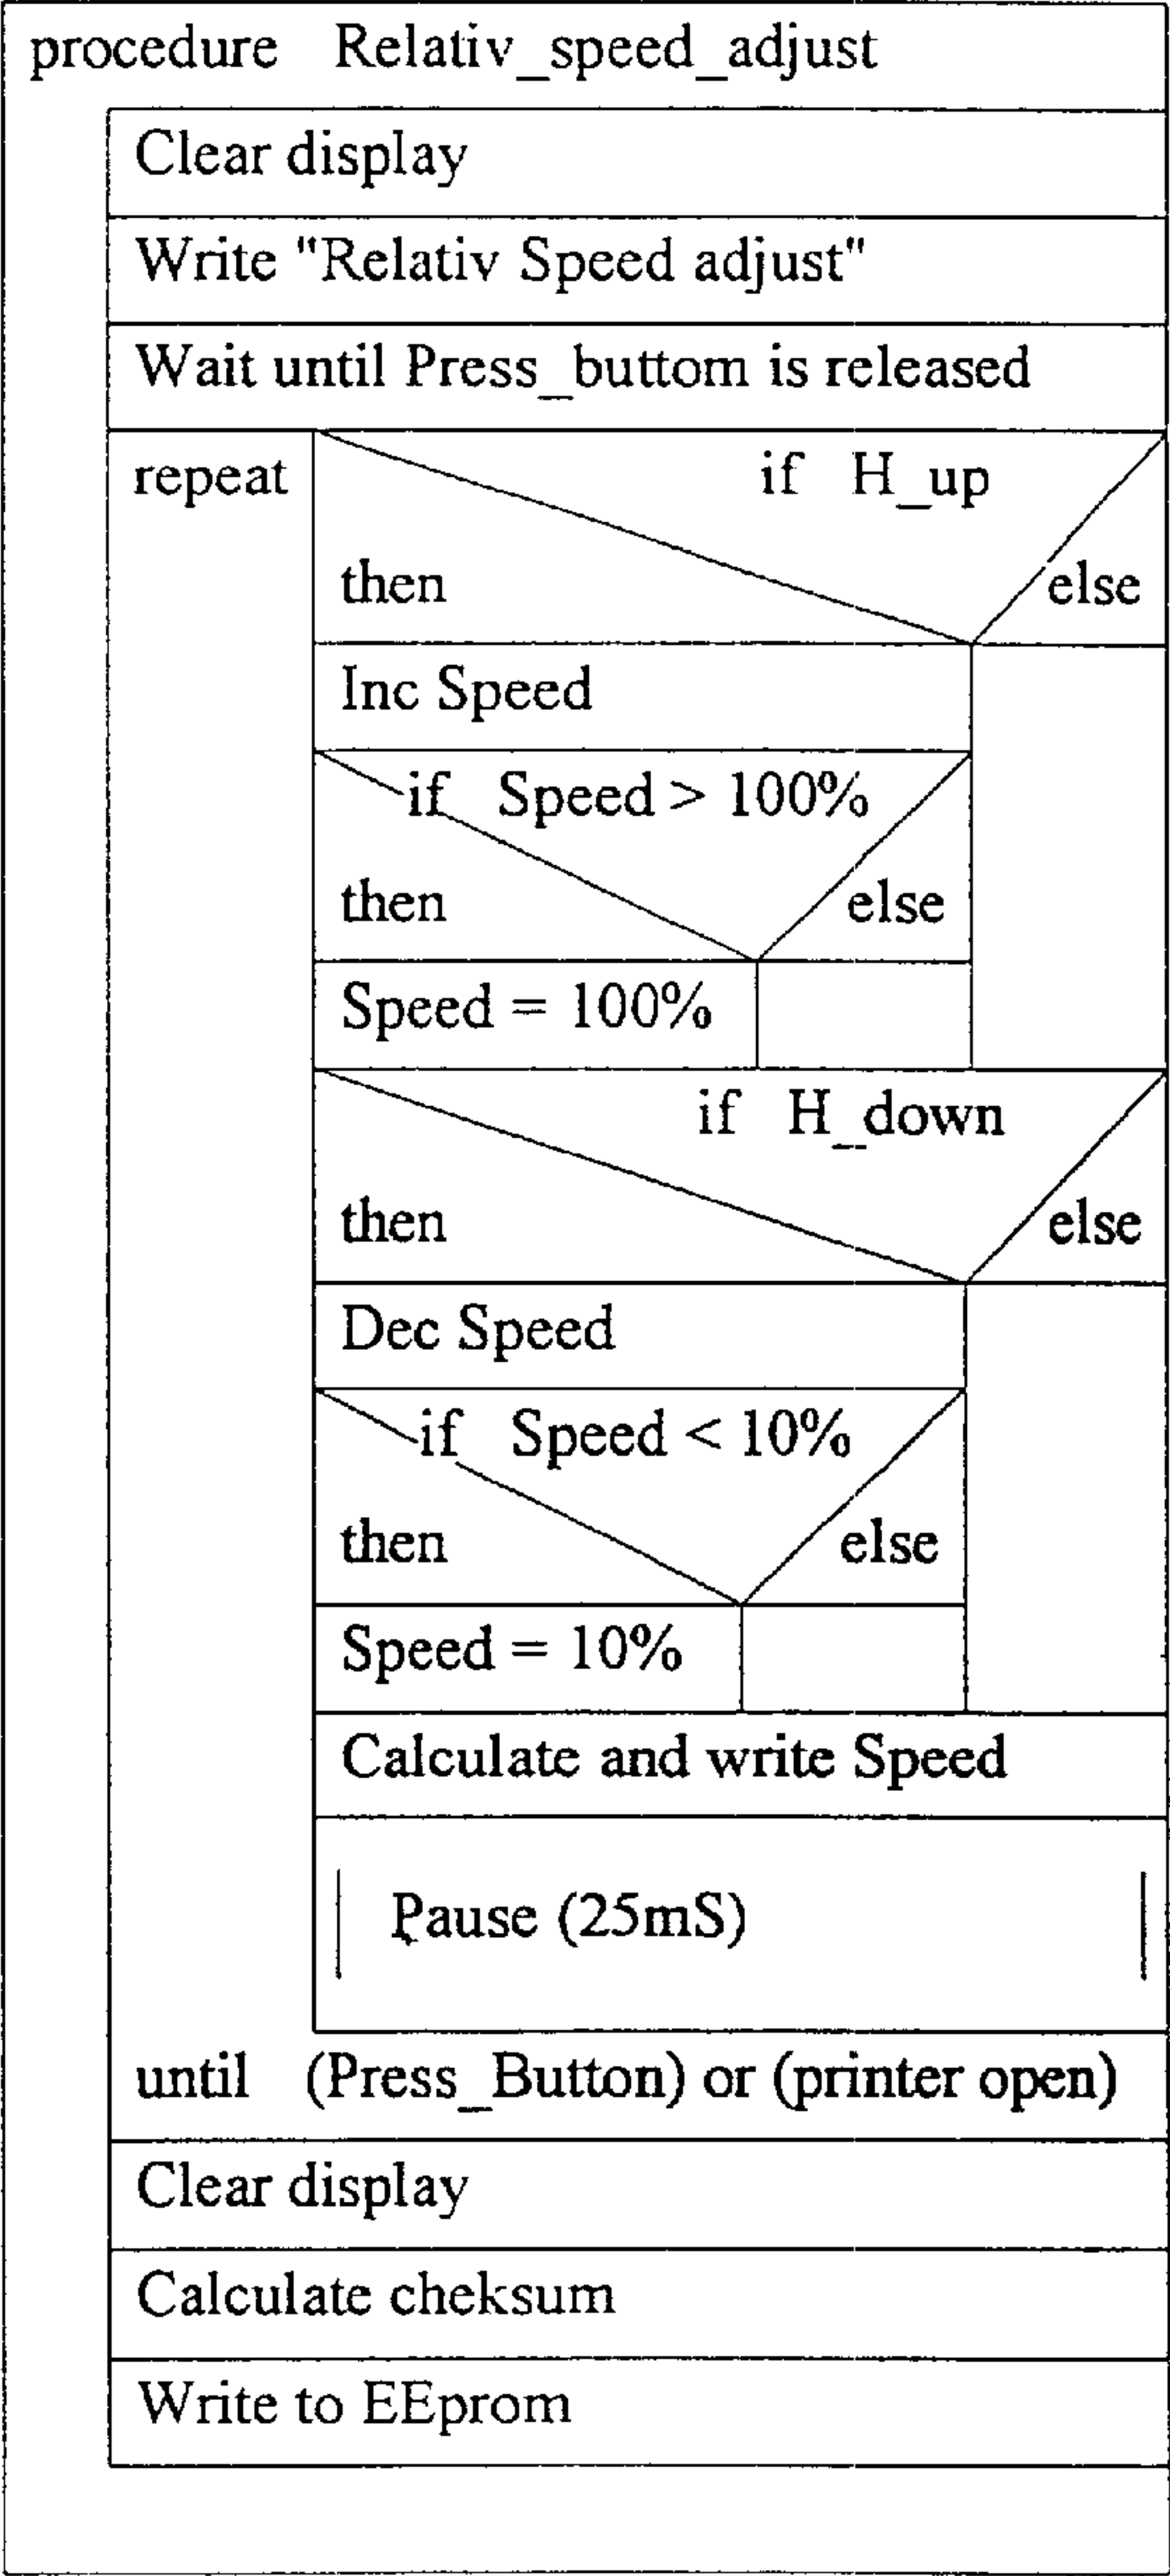 procedure Relativ_speed_adjust
Clear display
Write "Relativ Speed adjust"
Wait until Press_buttom is released
repeat
if H_up
then else
Inc Speed
if Speed > 100%
then else
Speed = 100%
if H_down
then else
Dec Speed
if Speed < 10%
then else
Speed = 10%
Calculate and write Speed
Pause (25mS)
until (Press_Button) or (printer open)
Clear display
Calculate cheksum
Write to EEprom